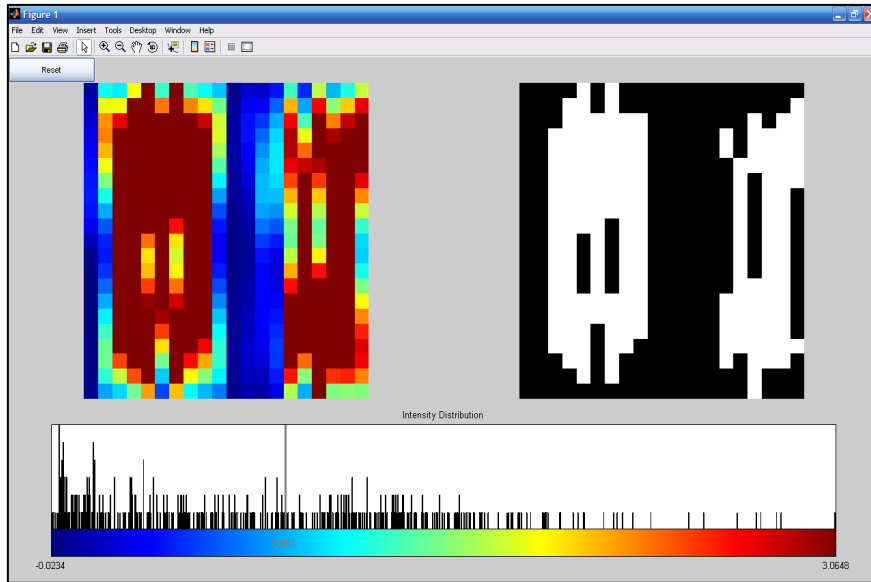 Figure 1
File Edit View Insert Tools Desktop Window Help
Reset
Intensity Distribution
-0.0234 3.0648